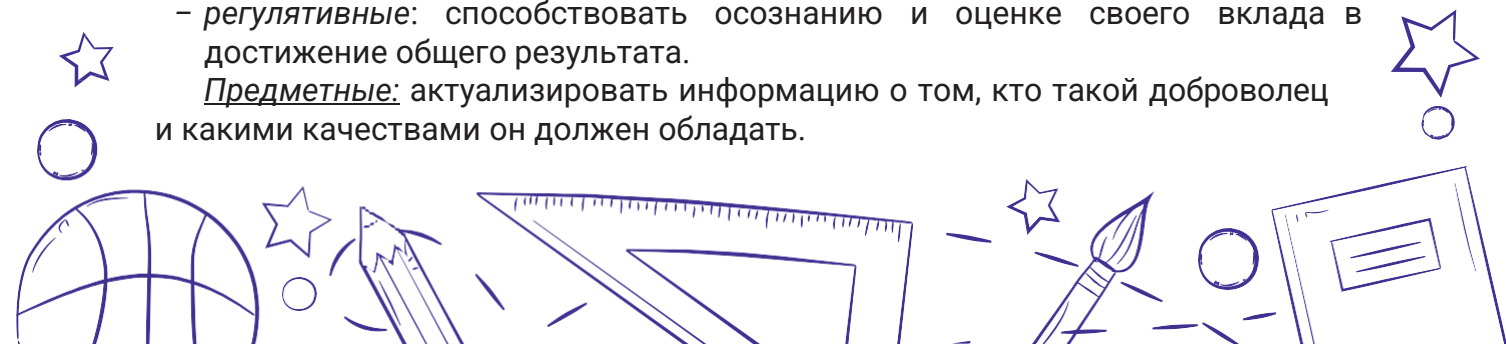 – регулятивные: способствовать осознанию и оценке своего вклада в
достижение общего результата.
Предметные: актуализировать информацию о том, кто такой доброволец
и какими качествами он должен обладать.